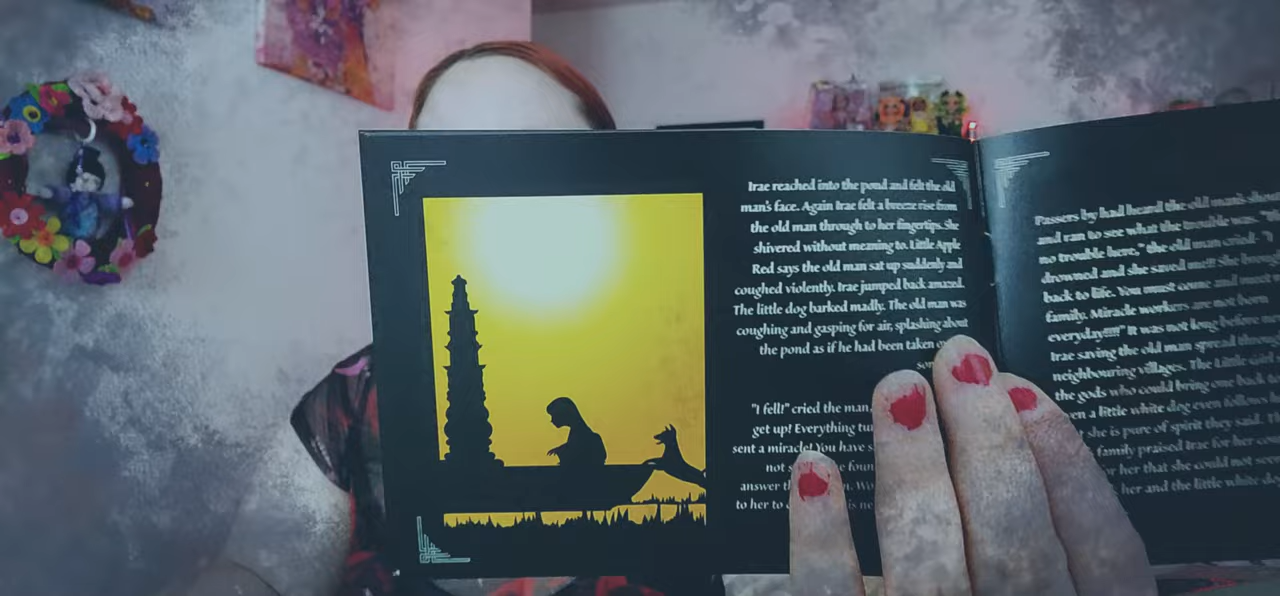 Irae reached into the pond and felt the old
man's face. Again Irae felt a breeze rise from
the old man through to her fingertips. She
shivered without meaning to. Little Apple
Red says the old man sat up suddenly and
coughed violently. Irae jumped back amazed.
The little dog barked madly. The old man was
coughing and gasping for air, splashing about
the pond as if he had been taken
"I fell!" cried the man,
get up! Everything
sent a miracle! You have
not
answer
to her to
Passers by had heard the old man's
and ran to see what the trouble was.
no trouble here," the old man cried. "I
drowned and she saved me!!! She
back to life. You must come and meet
family. Miracle workers are not born
everyday!!!!" It was not long before
Irae saving the old man spread
neighbouring villages. The Little
the gods who could bring one back to
a little white dog even follows
she is pure of spirit they said.
family praised Irae for her
her that she could not
her and the little white